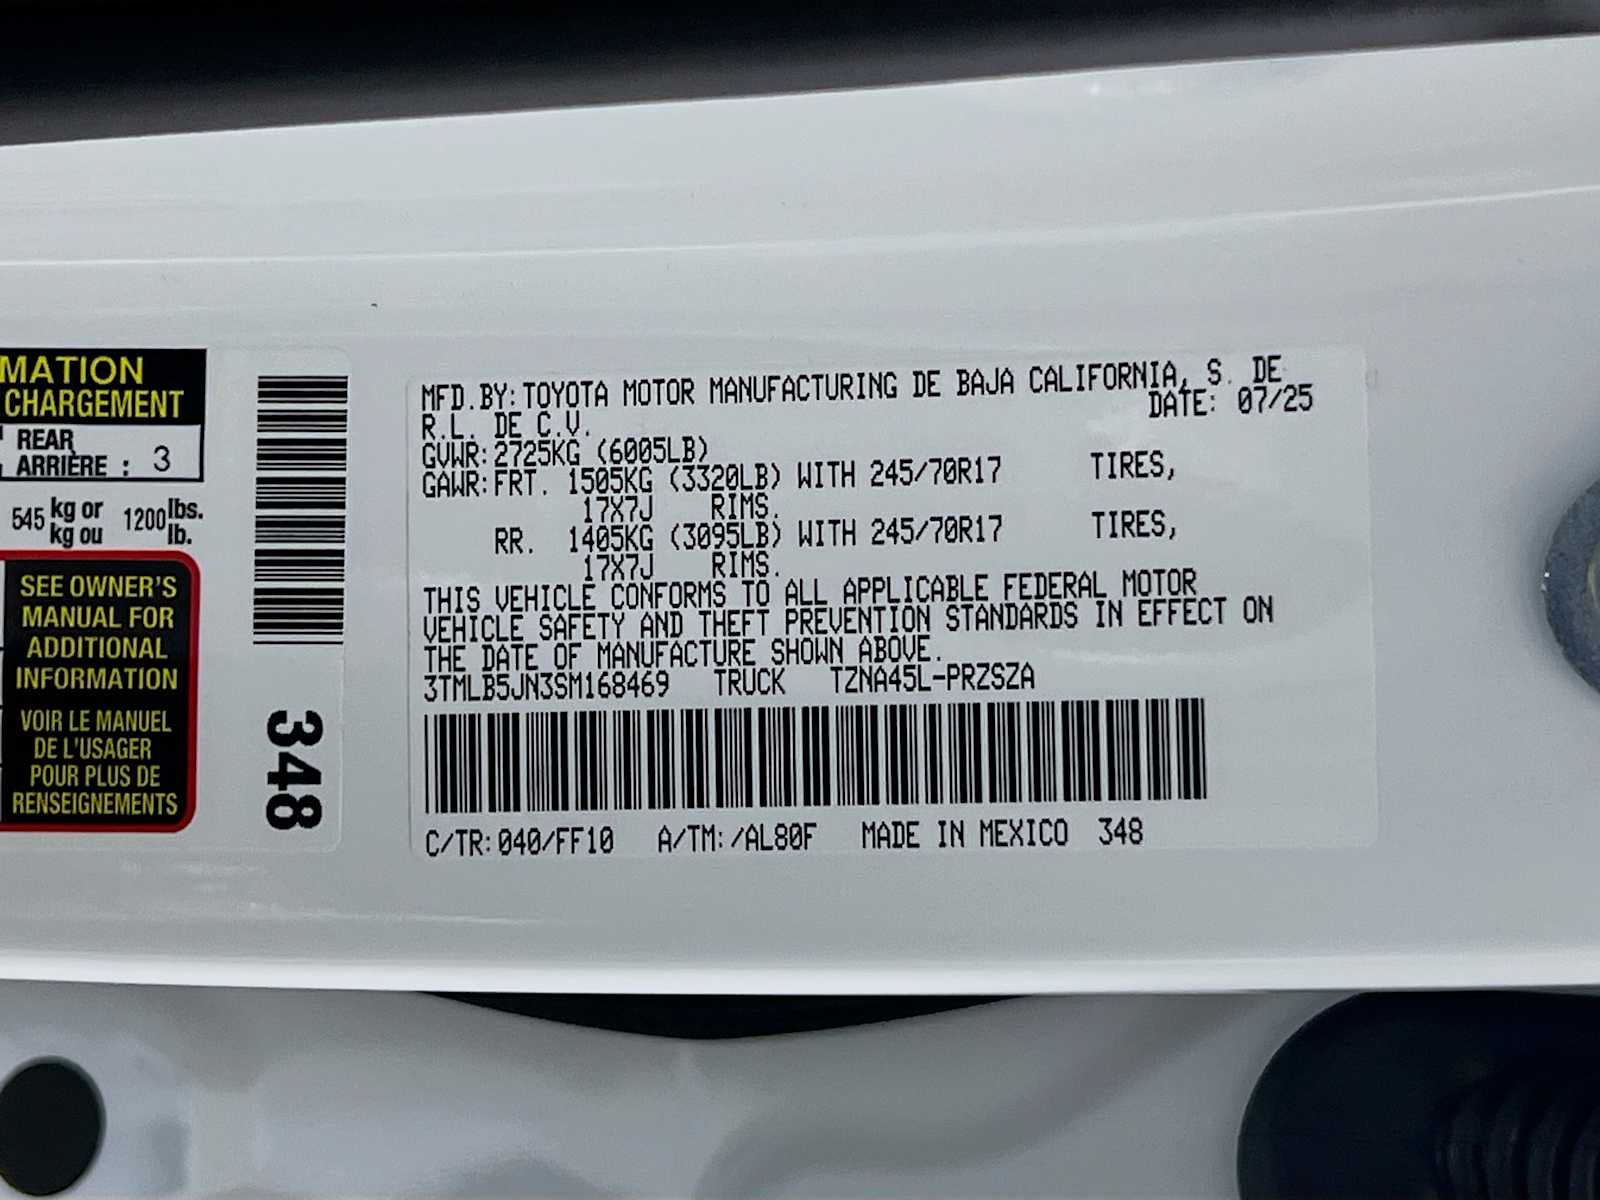 MATION
CHARGEMENT
REAR
ARRIÈRE : 3
545 kg or
kg ou 1200 lbs.
lb.
SEE OWNER'S
MANUAL FOR
ADDITIONAL
INFORMATION
VOIR LE MANUEL
DE L'USAGER
POUR PLUS DE
RENSEIGNEMENTS
348
MFD.BY: TOYOTA MOTOR MANUFACTURING DE BAJA CALIFORNIA, S. DE
R.L. DE C.V. DATE: 07/25
GVWR: 2725KG (6005LB)
GAWR: FRT. 1505KG (3320LB) WITH 245/70R17 TIRES,
17X7J RIMS.
RR. 1405KG (3095LB) WITH 245/70R17 TIRES,
17X7J RIMS.
THIS VEHICLE CONFORMS TO ALL APPLICABLE FEDERAL MOTOR
VEHICLE SAFETY AND THEFT PREVENTION STANDARDS IN EFFECT ON
THE DATE OF MANUFACTURE SHOWN ABOVE.
3TMLB5JN3SM168469 TRUCK TZNA45L-PRZSZA
C/TR: 040/FF10 A/TM: /AL80F MADE IN MEXICO 348